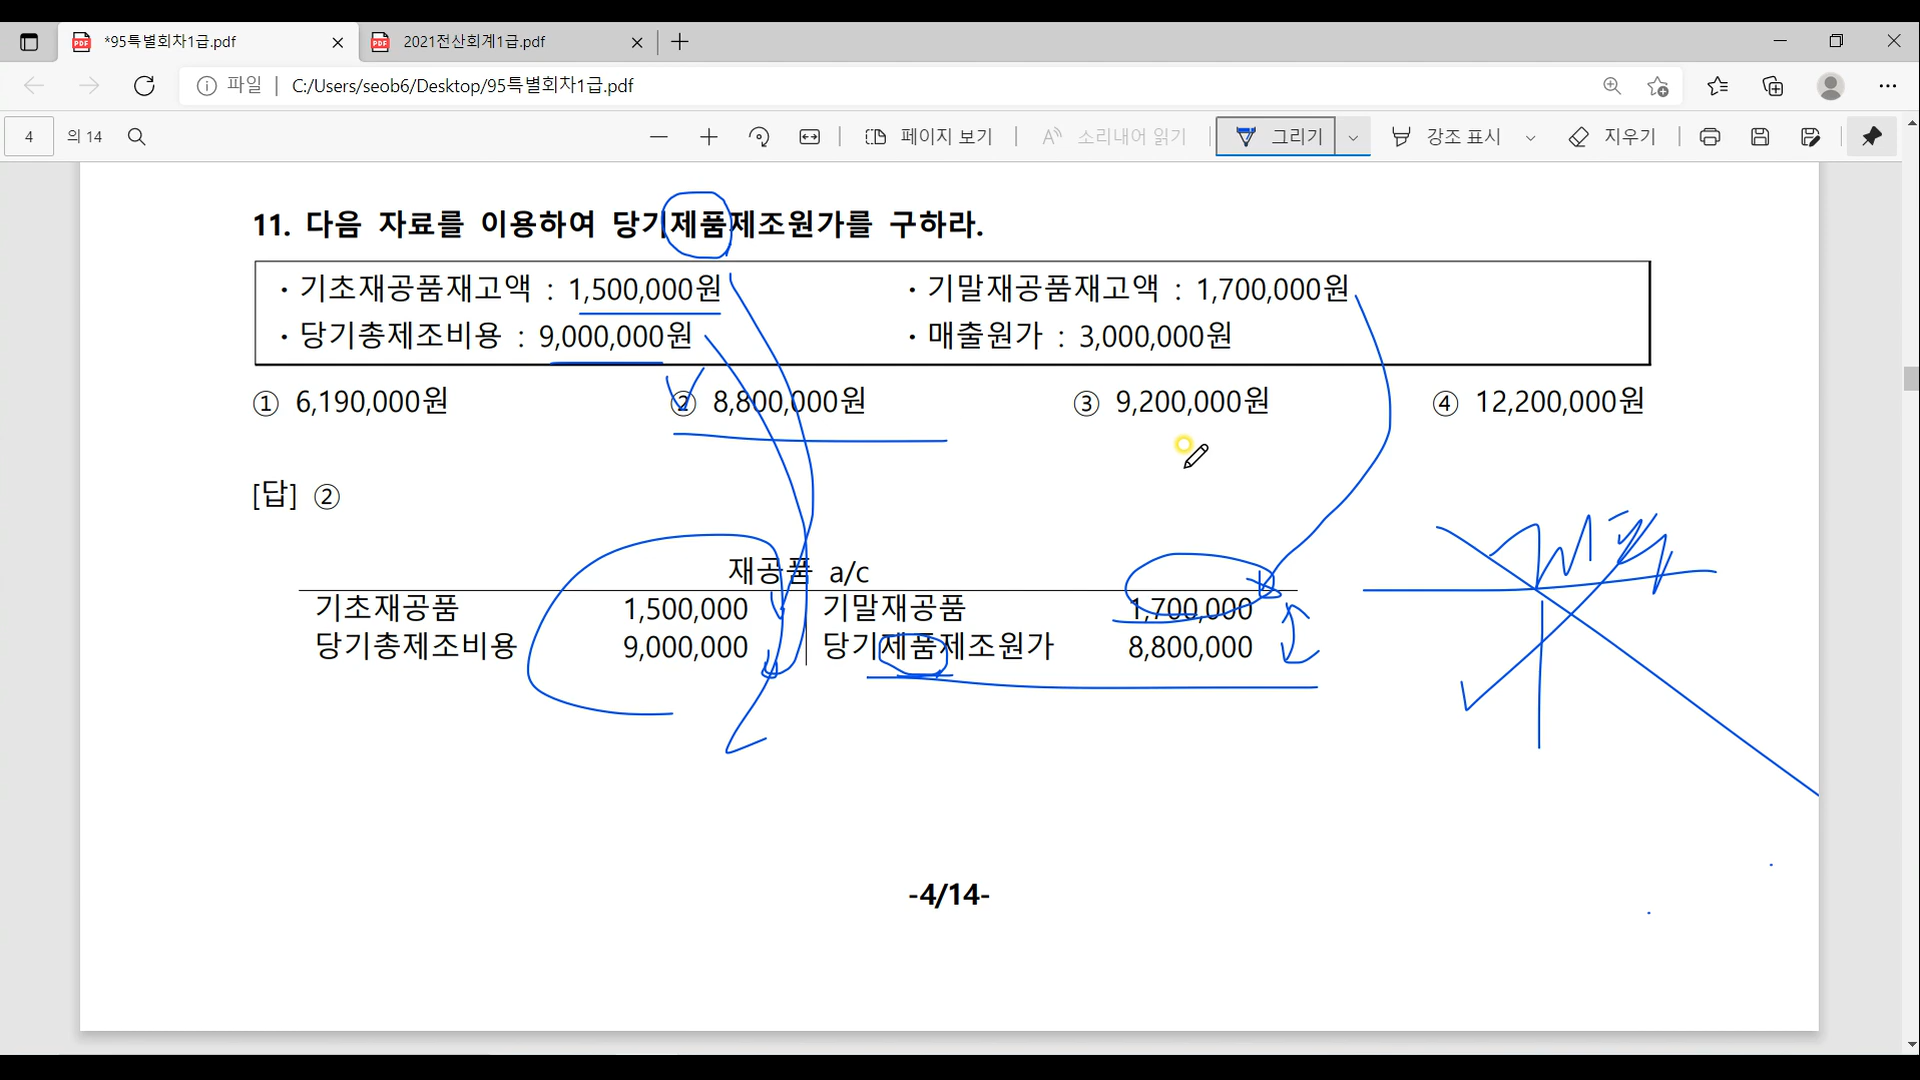 *95특별회차1급.pdf
2021전산회계1급.pdf
파일 | C:/Users/seob6/Desktop/95특별회차1급.pdf
4 의 14 페이지 보기 소리내어 읽기 그리기 강조 표시 지우기
11. 다음 자료를 이용하여 당기제품제조원가를 구하라.
· 기초재공품재고액 : 1,500,000원 · 기말재공품재고액 : 1,700,000원
· 당기총제조비용 : 9,000,000원 · 매출원가 : 3,000,000원
① 6,190,000원 ② 8,800,000원 ③ 9,200,000원 ④ 12,200,000원
[답] ②
재공품 a/c
기초재공품 1,500,000 기말재공품 1,700,000
당기총제조비용 9,000,000 당기제품제조원가 8,800,000
제품
-4/14-